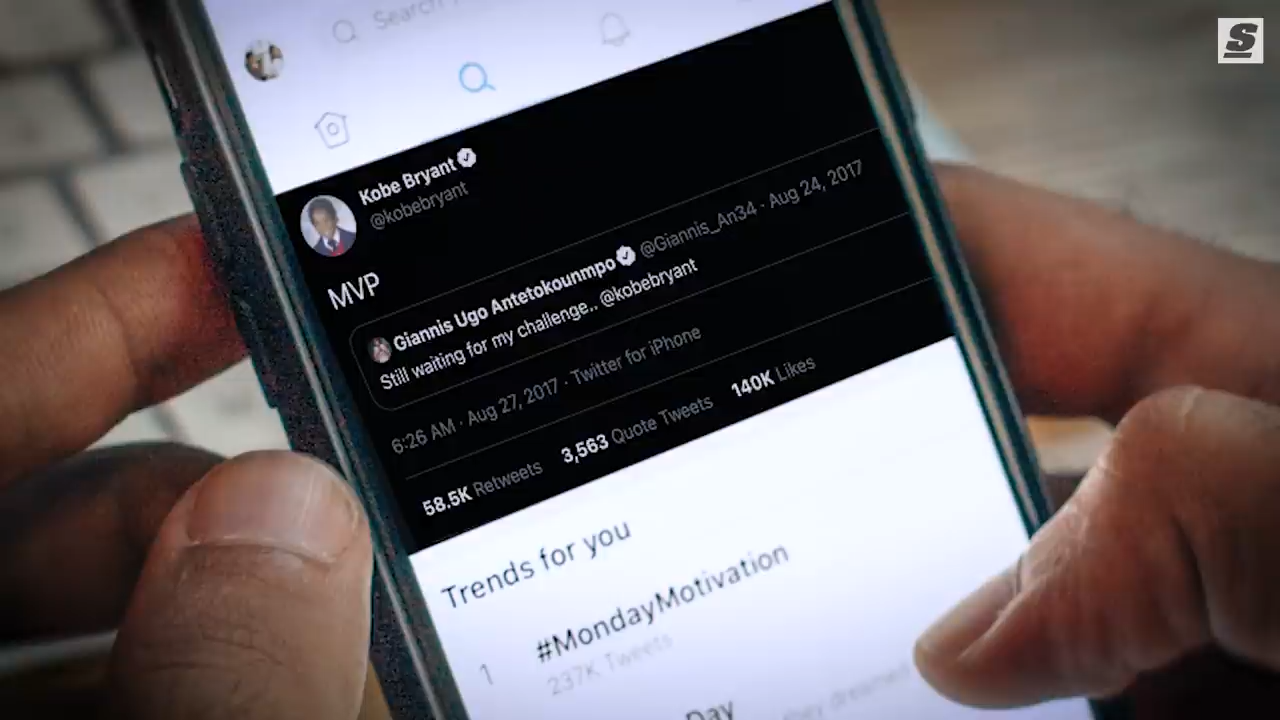 S
Search
Kobe Bryant
@kobebryant
MVP
Giannis Ugo Antetokounmpo @Giannis_An34 · Aug 24, 2017
Still waiting for my challenge.. @kobebryant
6:26 AM · Aug 27, 2017 · Twitter for iPhone
58.5K Retweets 3,563 Quote Tweets 140K Likes
Trends for you
1 #MondayMotivation
237K Tweets
Day
they dreamed